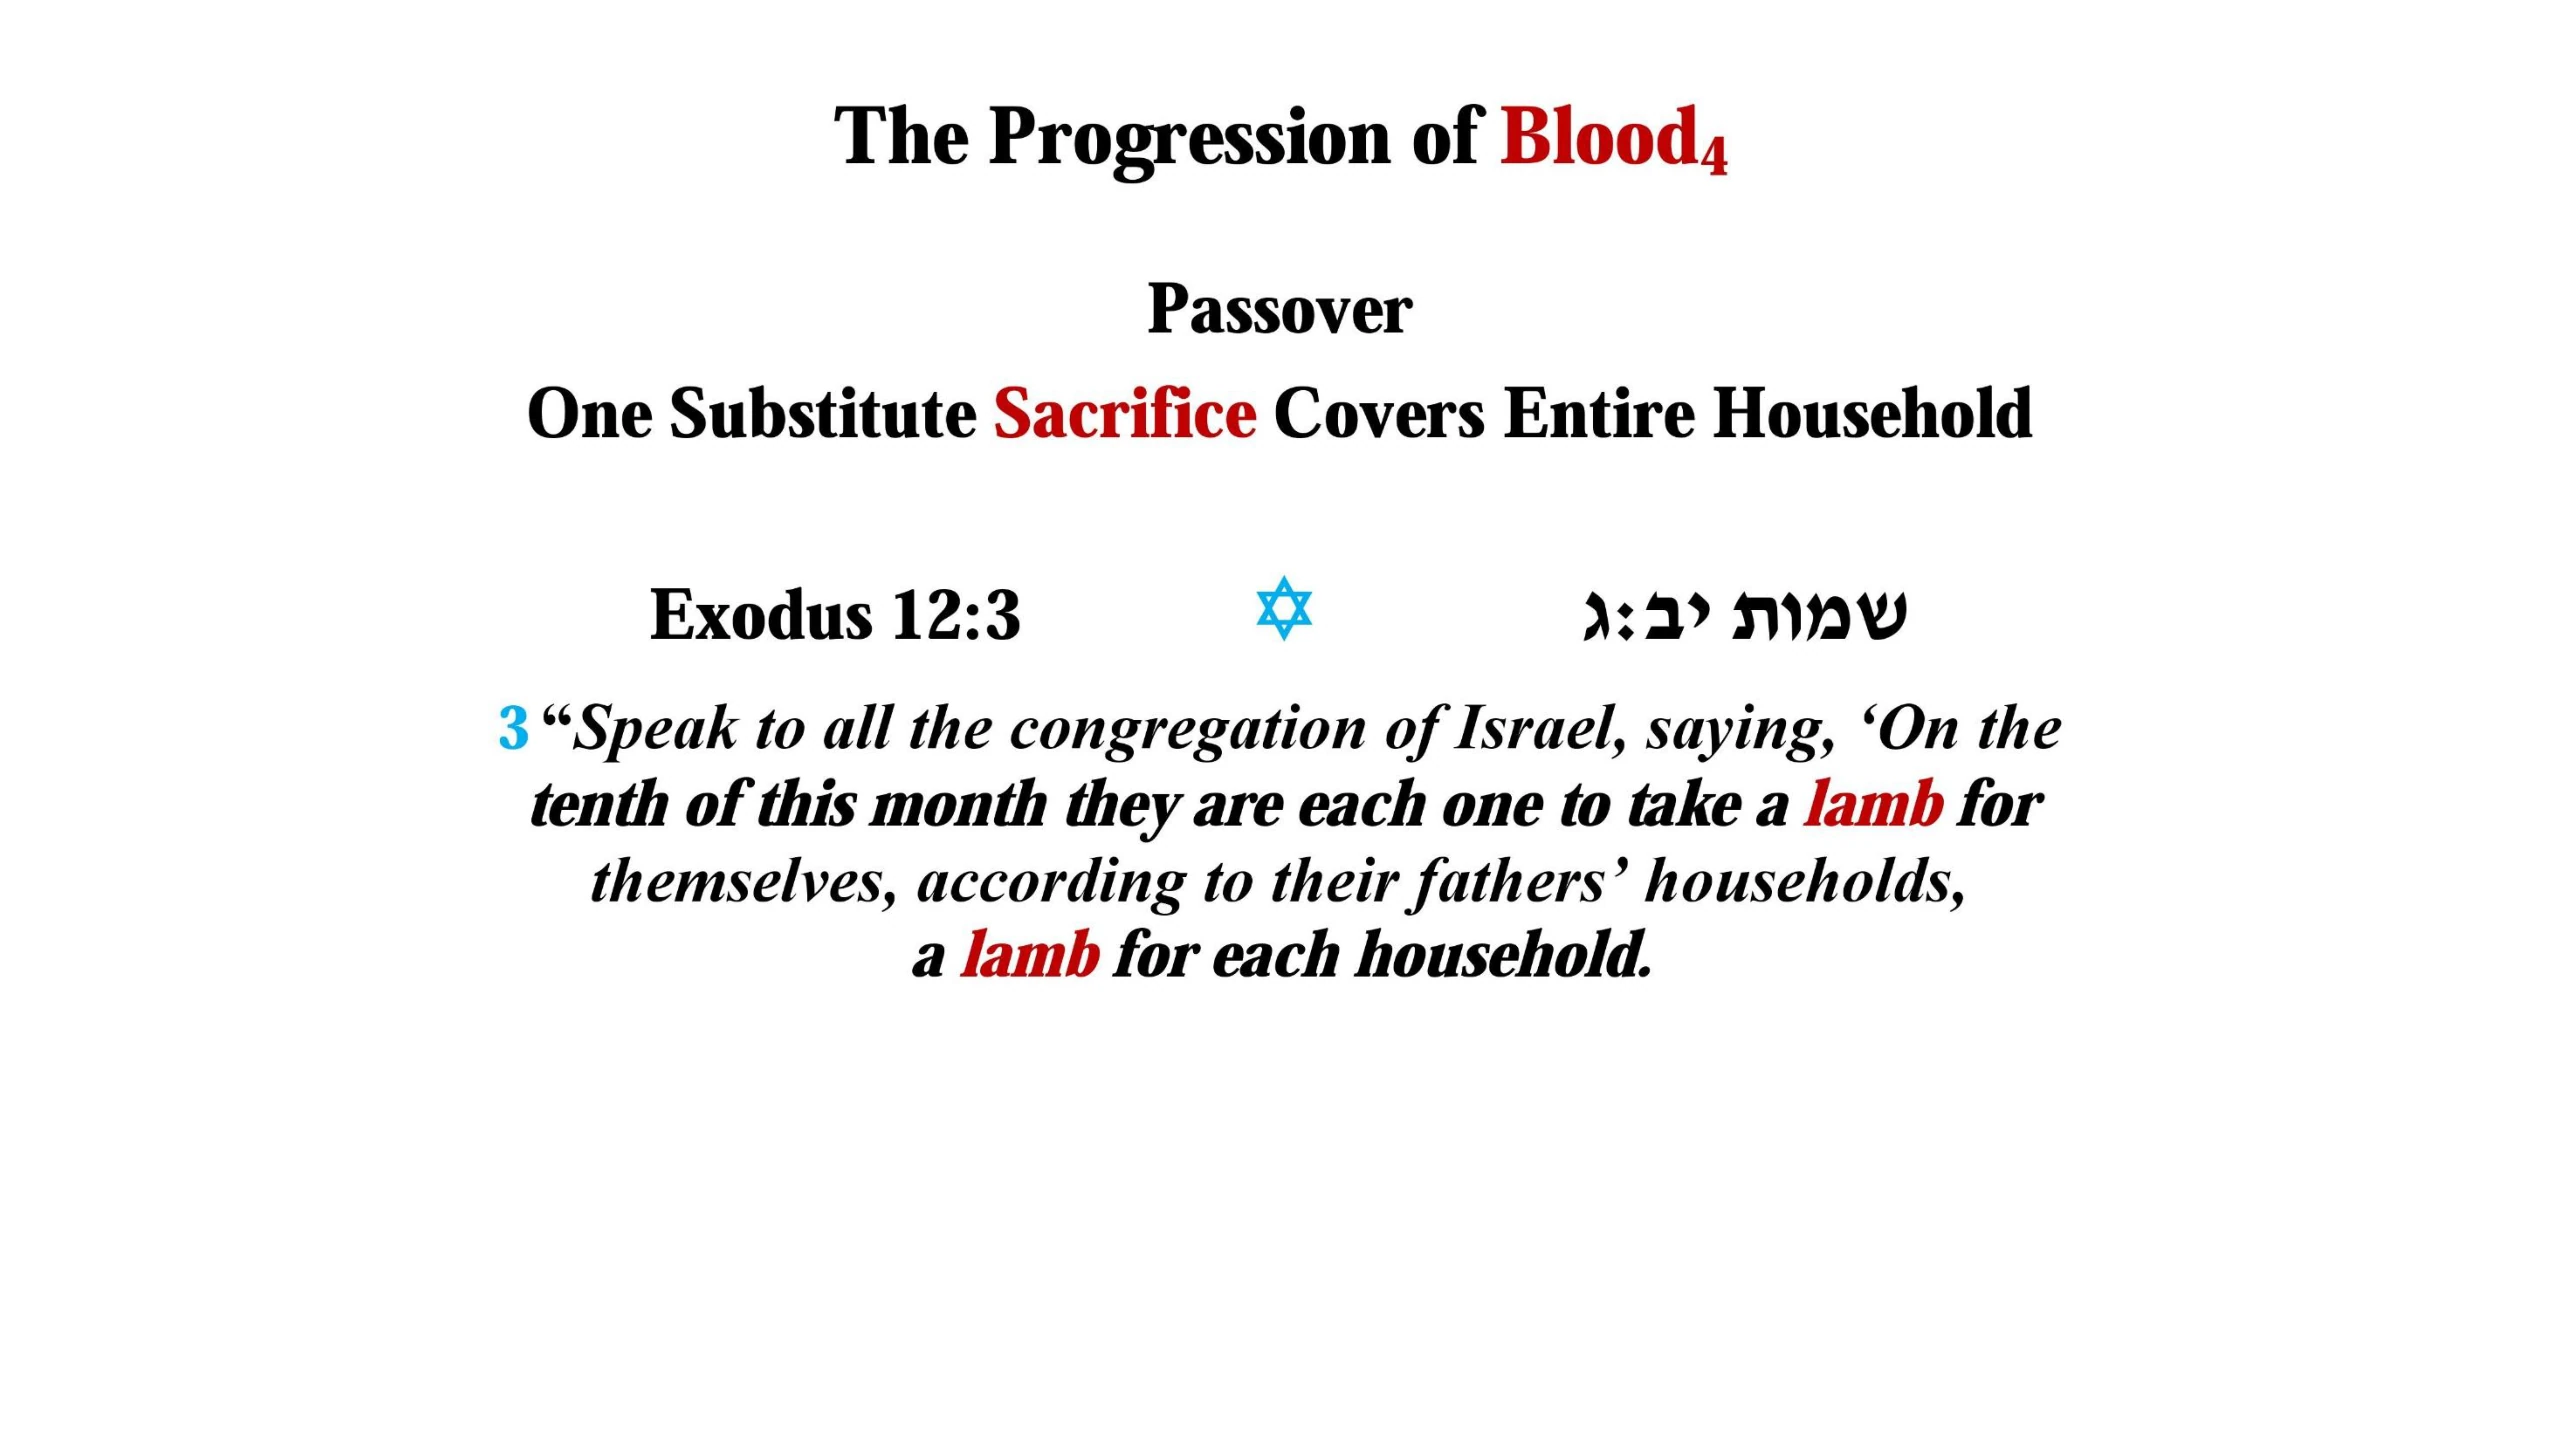 The Progression of Blood4
Passover
One Substitute Sacrifice Covers Entire Household
Exodus 12:3 ✡ שמות יב:ג
3 “Speak to all the congregation of Israel, saying, ‘On the
tenth of this month they are each one to take a lamb for
themselves, according to their fathers’ households,
a lamb for each household.